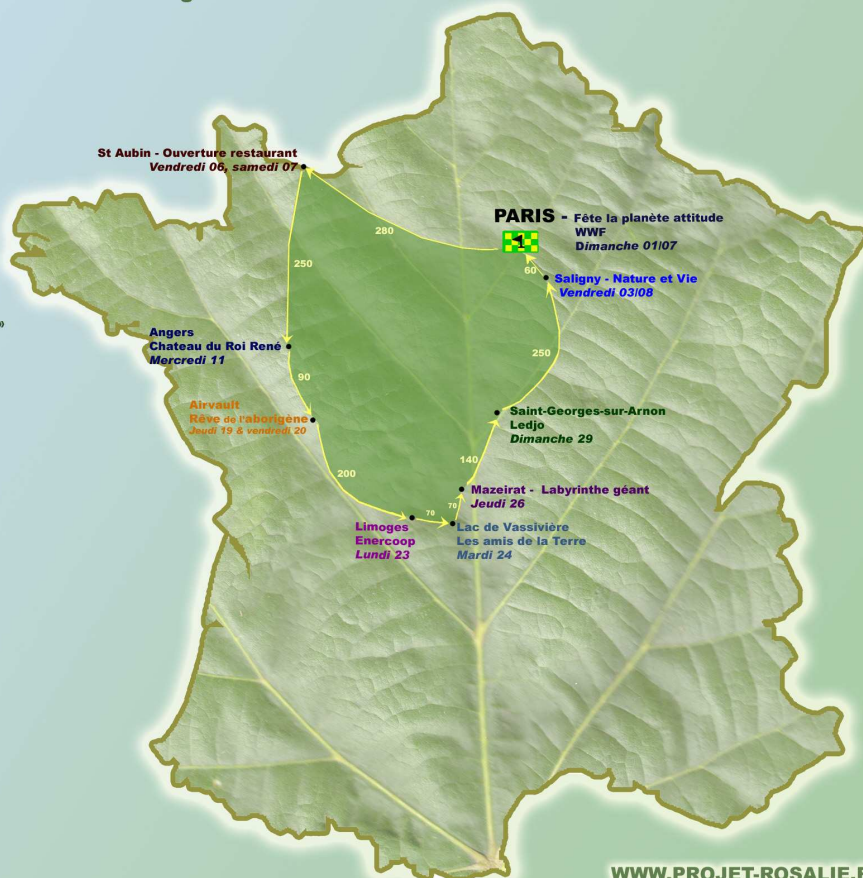 St Aubin - Ouverture restaurant
Vendredi 06, samedi 07
PARIS - Fête la planète attitude
WWF
Dimanche 01/07
1
280
60
250
Saligny - Nature et Vie
Vendredi 03/08
»
Angers
Chateau du Roi René
Mercredi 11
250
90
Airvault
Rêve de l'aborigène
Jeudi 19 & vendredi 20
Saint-Georges-sur-Arnon
Ledjo
Dimanche 29
200
140
Mazeirat - Labyrinthe géant
Jeudi 26
70
70
Limoges
Enercoop
Lundi 23
Lac de Vassivière
Les amis de la Terre
Mardi 24
WWW.PROJET-ROSALIE.F